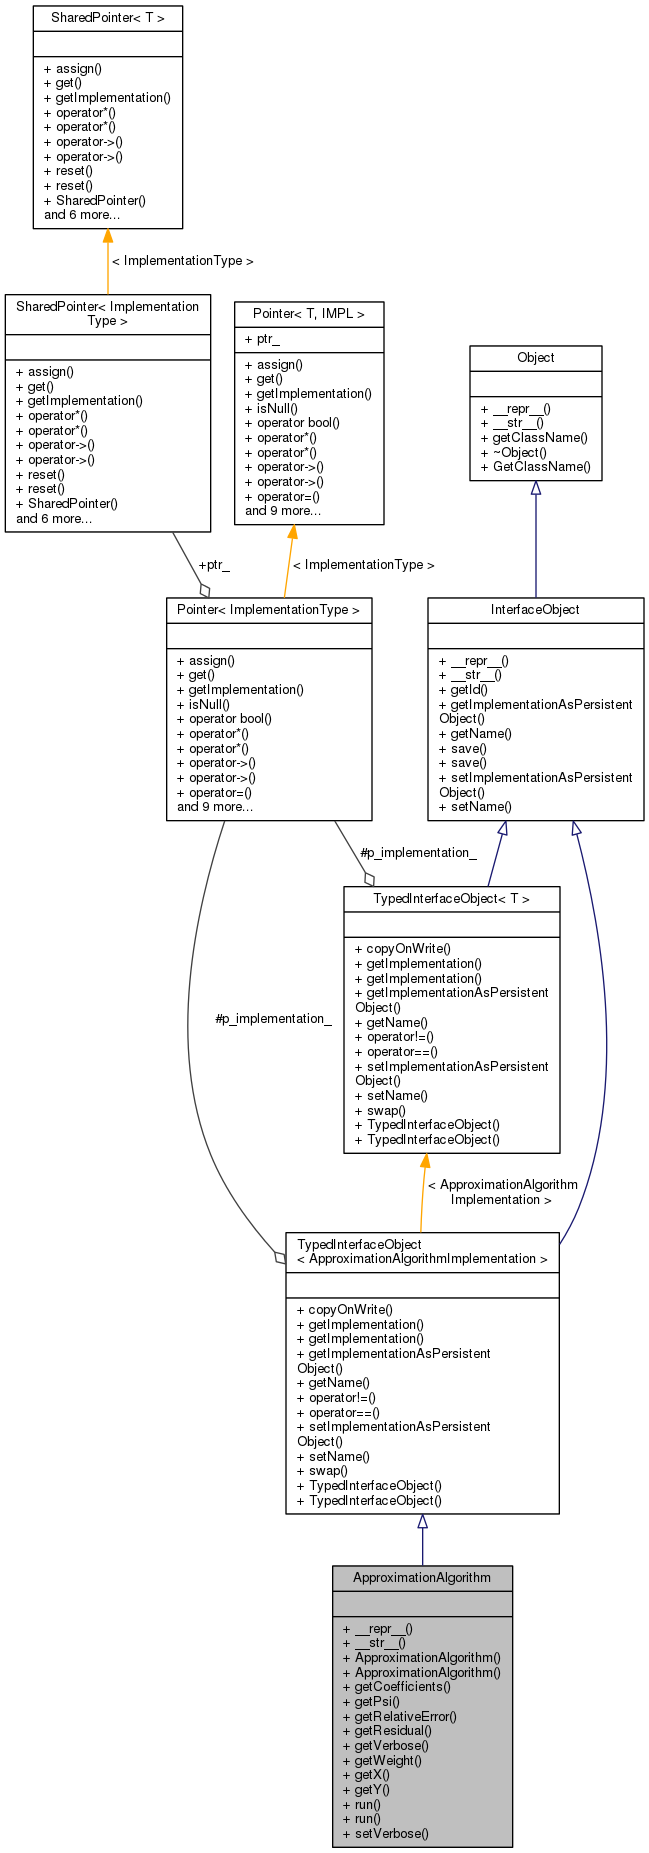 SharedPointer< T >
+ assign()
+ get()
+ getImplementation()
+ operator*()
+ operator*()
+ operator->()
+ operator->()
+ reset()
+ reset()
+ SharedPointer()
and 6 more...
< ImplementationType >
SharedPointer< Implementation
Type >
+ assign()
+ get()
+ getImplementation()
+ operator*()
+ operator*()
+ operator->()
+ operator->()
+ reset()
+ reset()
+ SharedPointer()
and 6 more...
Pointer< T, IMPL >
+ ptr_
+ assign()
+ get()
+ getImplementation()
+ isNull()
+ operator bool()
+ operator*()
+ operator*()
+ operator->()
+ operator->()
+ operator=()
and 9 more...
Object
+ __repr__()
+ __str__()
+ getClassName()
+ ~Object()
+ GetClassName()
+ptr_
< ImplementationType >
Pointer< ImplementationType >
+ assign()
+ get()
+ getImplementation()
+ isNull()
+ operator bool()
+ operator*()
+ operator*()
+ operator->()
+ operator->()
+ operator=()
and 9 more...
InterfaceObject
+ __repr__()
+ __str__()
+ getId()
+ getImplementationAsPersistent
Object()
+ getName()
+ save()
+ save()
+ setImplementationAsPersistent
Object()
+ setName()
#p_implementation_
TypedInterfaceObject< T >
+ copyOnWrite()
+ getImplementation()
+ getImplementation()
+ getImplementationAsPersistent
Object()
+ getName()
+ operator!=()
+ operator==()
+ setImplementationAsPersistent
Object()
+ setName()
+ swap()
+ TypedInterfaceObject()
+ TypedInterfaceObject()
#p_implementation_
< ApproximationAlgorithm
Implementation >
TypedInterfaceObject
< ApproximationAlgorithmImplementation >
+ copyOnWrite()
+ getImplementation()
+ getImplementation()
+ getImplementationAsPersistent
Object()
+ getName()
+ operator!=()
+ operator==()
+ setImplementationAsPersistent
Object()
+ setName()
+ swap()
+ TypedInterfaceObject()
+ TypedInterfaceObject()
ApproximationAlgorithm
+ __repr__()
+ __str__()
+ ApproximationAlgorithm()
+ ApproximationAlgorithm()
+ getCoefficients()
+ getPsi()
+ getRelativeError()
+ getResidual()
+ getVerbose()
+ getWeight()
+ getX()
+ getY()
+ run()
+ run()
+ setVerbose()